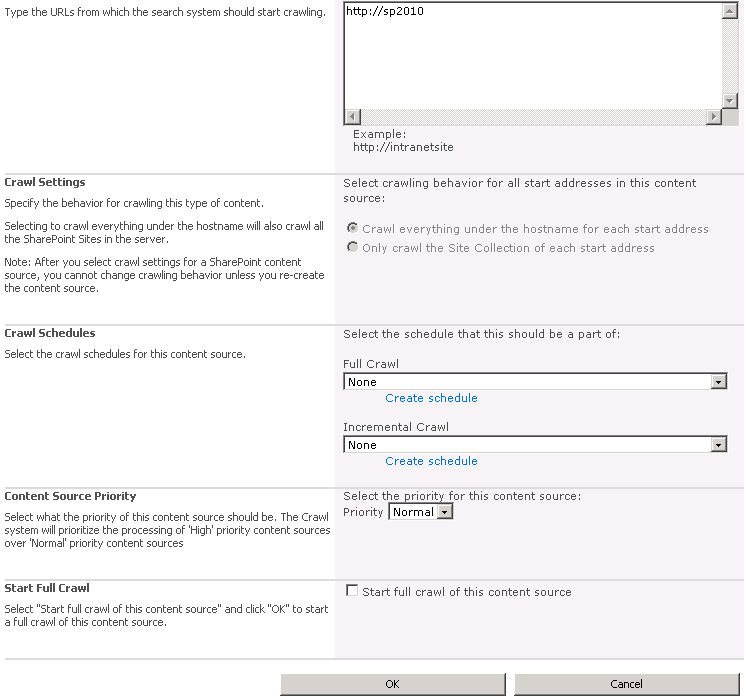 Type the URLs from which the search system should start crawling.
http://sp2010
Example:
http://intranetsite
Crawl Settings
Specify the behavior for crawling this type of content.
Selecting to crawl everything under the hostname will also crawl all
the SharePoint Sites in the server.
Note: After you select crawl settings for a SharePoint content
source, you cannot change crawling behavior unless you re-create
the content source.
Select crawling behavior for all start addresses in this content
source:
Crawl everything under the hostname for each start address
Only crawl the Site Collection of each start address
Crawl Schedules
Select the crawl schedules for this content source.
Select the schedule that this should be a part of:
Full Crawl
None
Create schedule
Incremental Crawl
None
Create schedule
Content Source Priority
Select what the priority of this content source should be. The Crawl
system will prioritize the processing of 'High' priority content sources
over 'Normal' priority content sources
Select the priority for this content source:
Priority Normal
Start Full Crawl
Select "Start full crawl of this content source" and click "OK" to start
a full crawl of this content source.
Start full crawl of this content source
OK Cancel